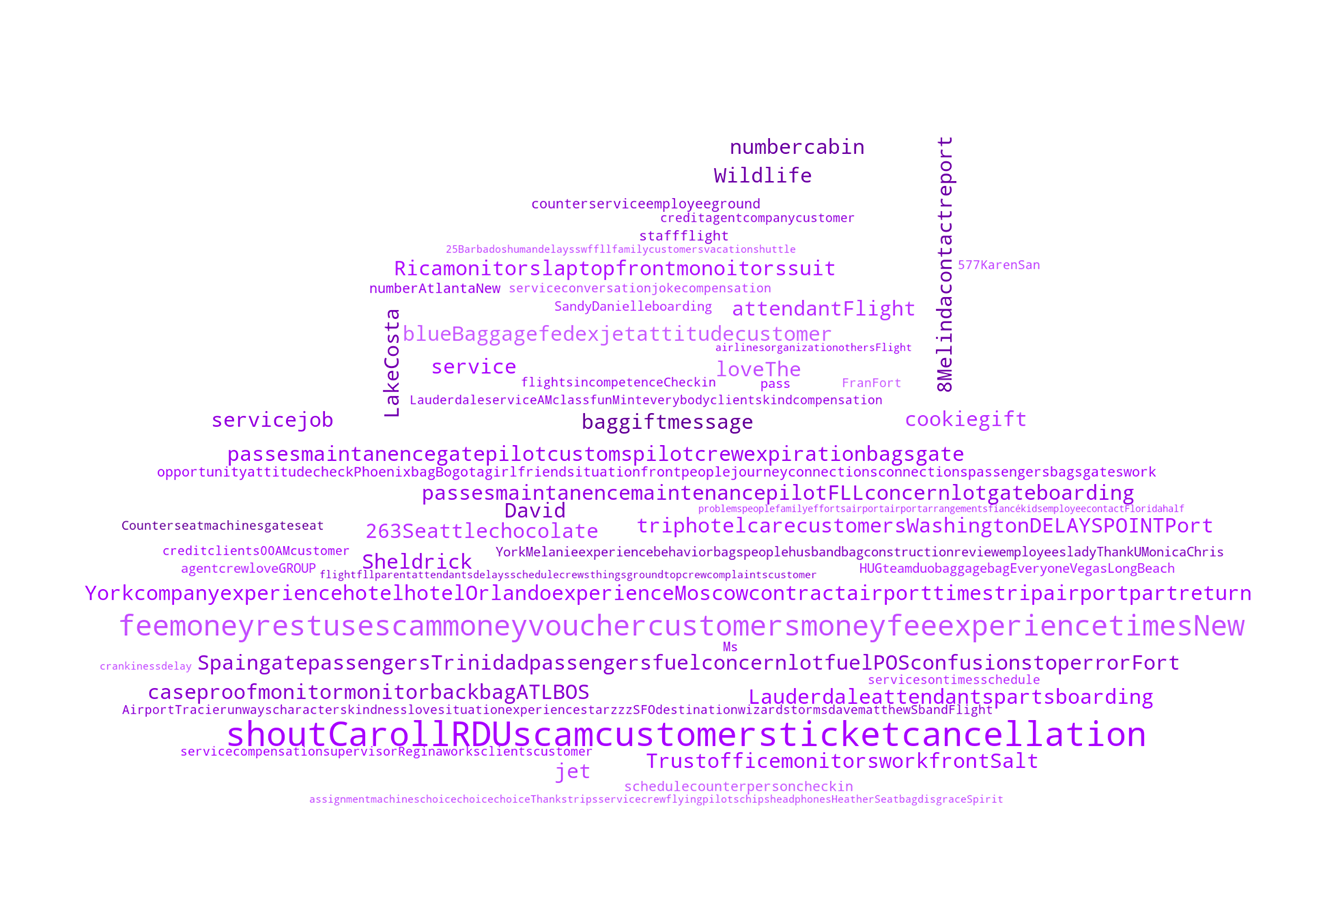 numbercabin
Wildlife
8Melindacontactreport
counterserviceemployeeground
creditagentcompanycustomer
staffflight
25Barbadoshumandelaysswffllfamilycustomersvacationshuttle
577KarenSan
Ricamonitorslaptopfrontmonoitorssuit
numberAtlantaNew
serviceconversationjokecompensation
SandyDanielleboarding
attendantFlight
LakeCosta
blueBaggagefedexjetattitudecustomer
airlinesorganizationothersFlight
service
loveThe
flightsincompetenceCheckin
pass
FranFort
LauderdaleserviceAMclassfunMinteverybodyclientskindcompensation
servicejob
baggiftmessage
cookiegift
passesmaintanencegatepilotcustomspilotcrewexpirationbagsgate
opportunityattitudecheckPhoenixbagBogotagirlfriendsituationfrontpeoplejourneyconnectionsconnectionspassengersbagsgateswork
passesmaintanencemaintenancepilotFLLconcernlotgateboarding
David
problemspeoplefamilyeffortsairportairportarrangementsfiancékidsemployeecontactFloridahalf
Counterseatmachinesgateseat
263Seattlechocolate
triphotelcarecustomersWashingtonDELAYSPOINTPort
creditclientsOOAMcustomer
Sheldrick
YorkMelanieexperiencebehaviorbagspeoplehusbandbagconstructionreviewemployeesladyThankUMonicaChris
agentcrewloveGROUP
flightfllparentattendantsdelaysschedulecrewsthingsgroundtopcrewcomplaintscustomer
HUGteamduobaggagebagEveryoneVegasLongBeach
YorkcompanyexperiencehotelhotelOrlandoexperienceMoscowcontractairporttimestripairportpartreturn
feemoneyrestusescammoneyvouchercustomersmoneyfeeexperiencetimesNew
Ms
crankinessdelay
SpaingatepassengersTrinidadpassengersfuelconcernlotfuelPOSconfusionstoperrorFort
servicesontimesschedule
caseproofmonitormonitorbackbagATLBOS
Lauderdaleattendantspartsboarding
AirportTracierunwayscharacterskindnesslovesituationexperiencestarzzzSFOdestinationwizardstormsdavematthewSbandFlight
shoutCarollRDUscamcustomersticketcancellation
servicecompensationsupervisorReginaworksclientscustomer
TrustofficemonitorsworkfrontSalt
jet
schedulecounterpersoncheckin
assignmentmachineschoicechoicechoiceThankstripsservicecrewflyingpilotschipsheadphonesHeatherSeatbagdisgraceSpirit